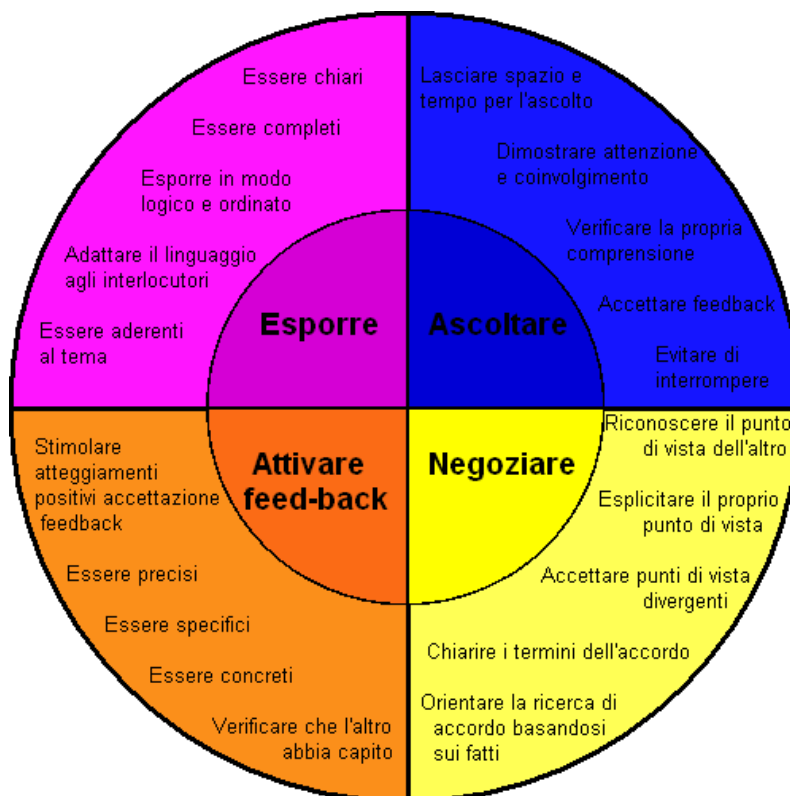 Essere chiari
Essere completi
Esporre in modo
logico e ordinato
Adattare il linguaggio
agli interlocutori
Essere aderenti
al tema
Esporre
Lasciare spazio e
tempo per l'ascolto
Dimostrare attenzione
e coinvolgimento
Verificare la propria
comprensione
Accettare feedback
Evitare di
interrompere
Ascoltare
Stimolare
atteggiamenti
positivi accettazione
feedback
Essere precisi
Essere specifici
Essere concreti
Verificare che l'altro
abbia capito
Attivare
feed-back
Negoziare
Riconoscere il punto
di vista dell'altro
Esplicitare il proprio
punto di vista
Accettare punti di vista
divergenti
Chiarire i termini dell'accordo
Orientare la ricerca di
accordo basandosi
sui fatti